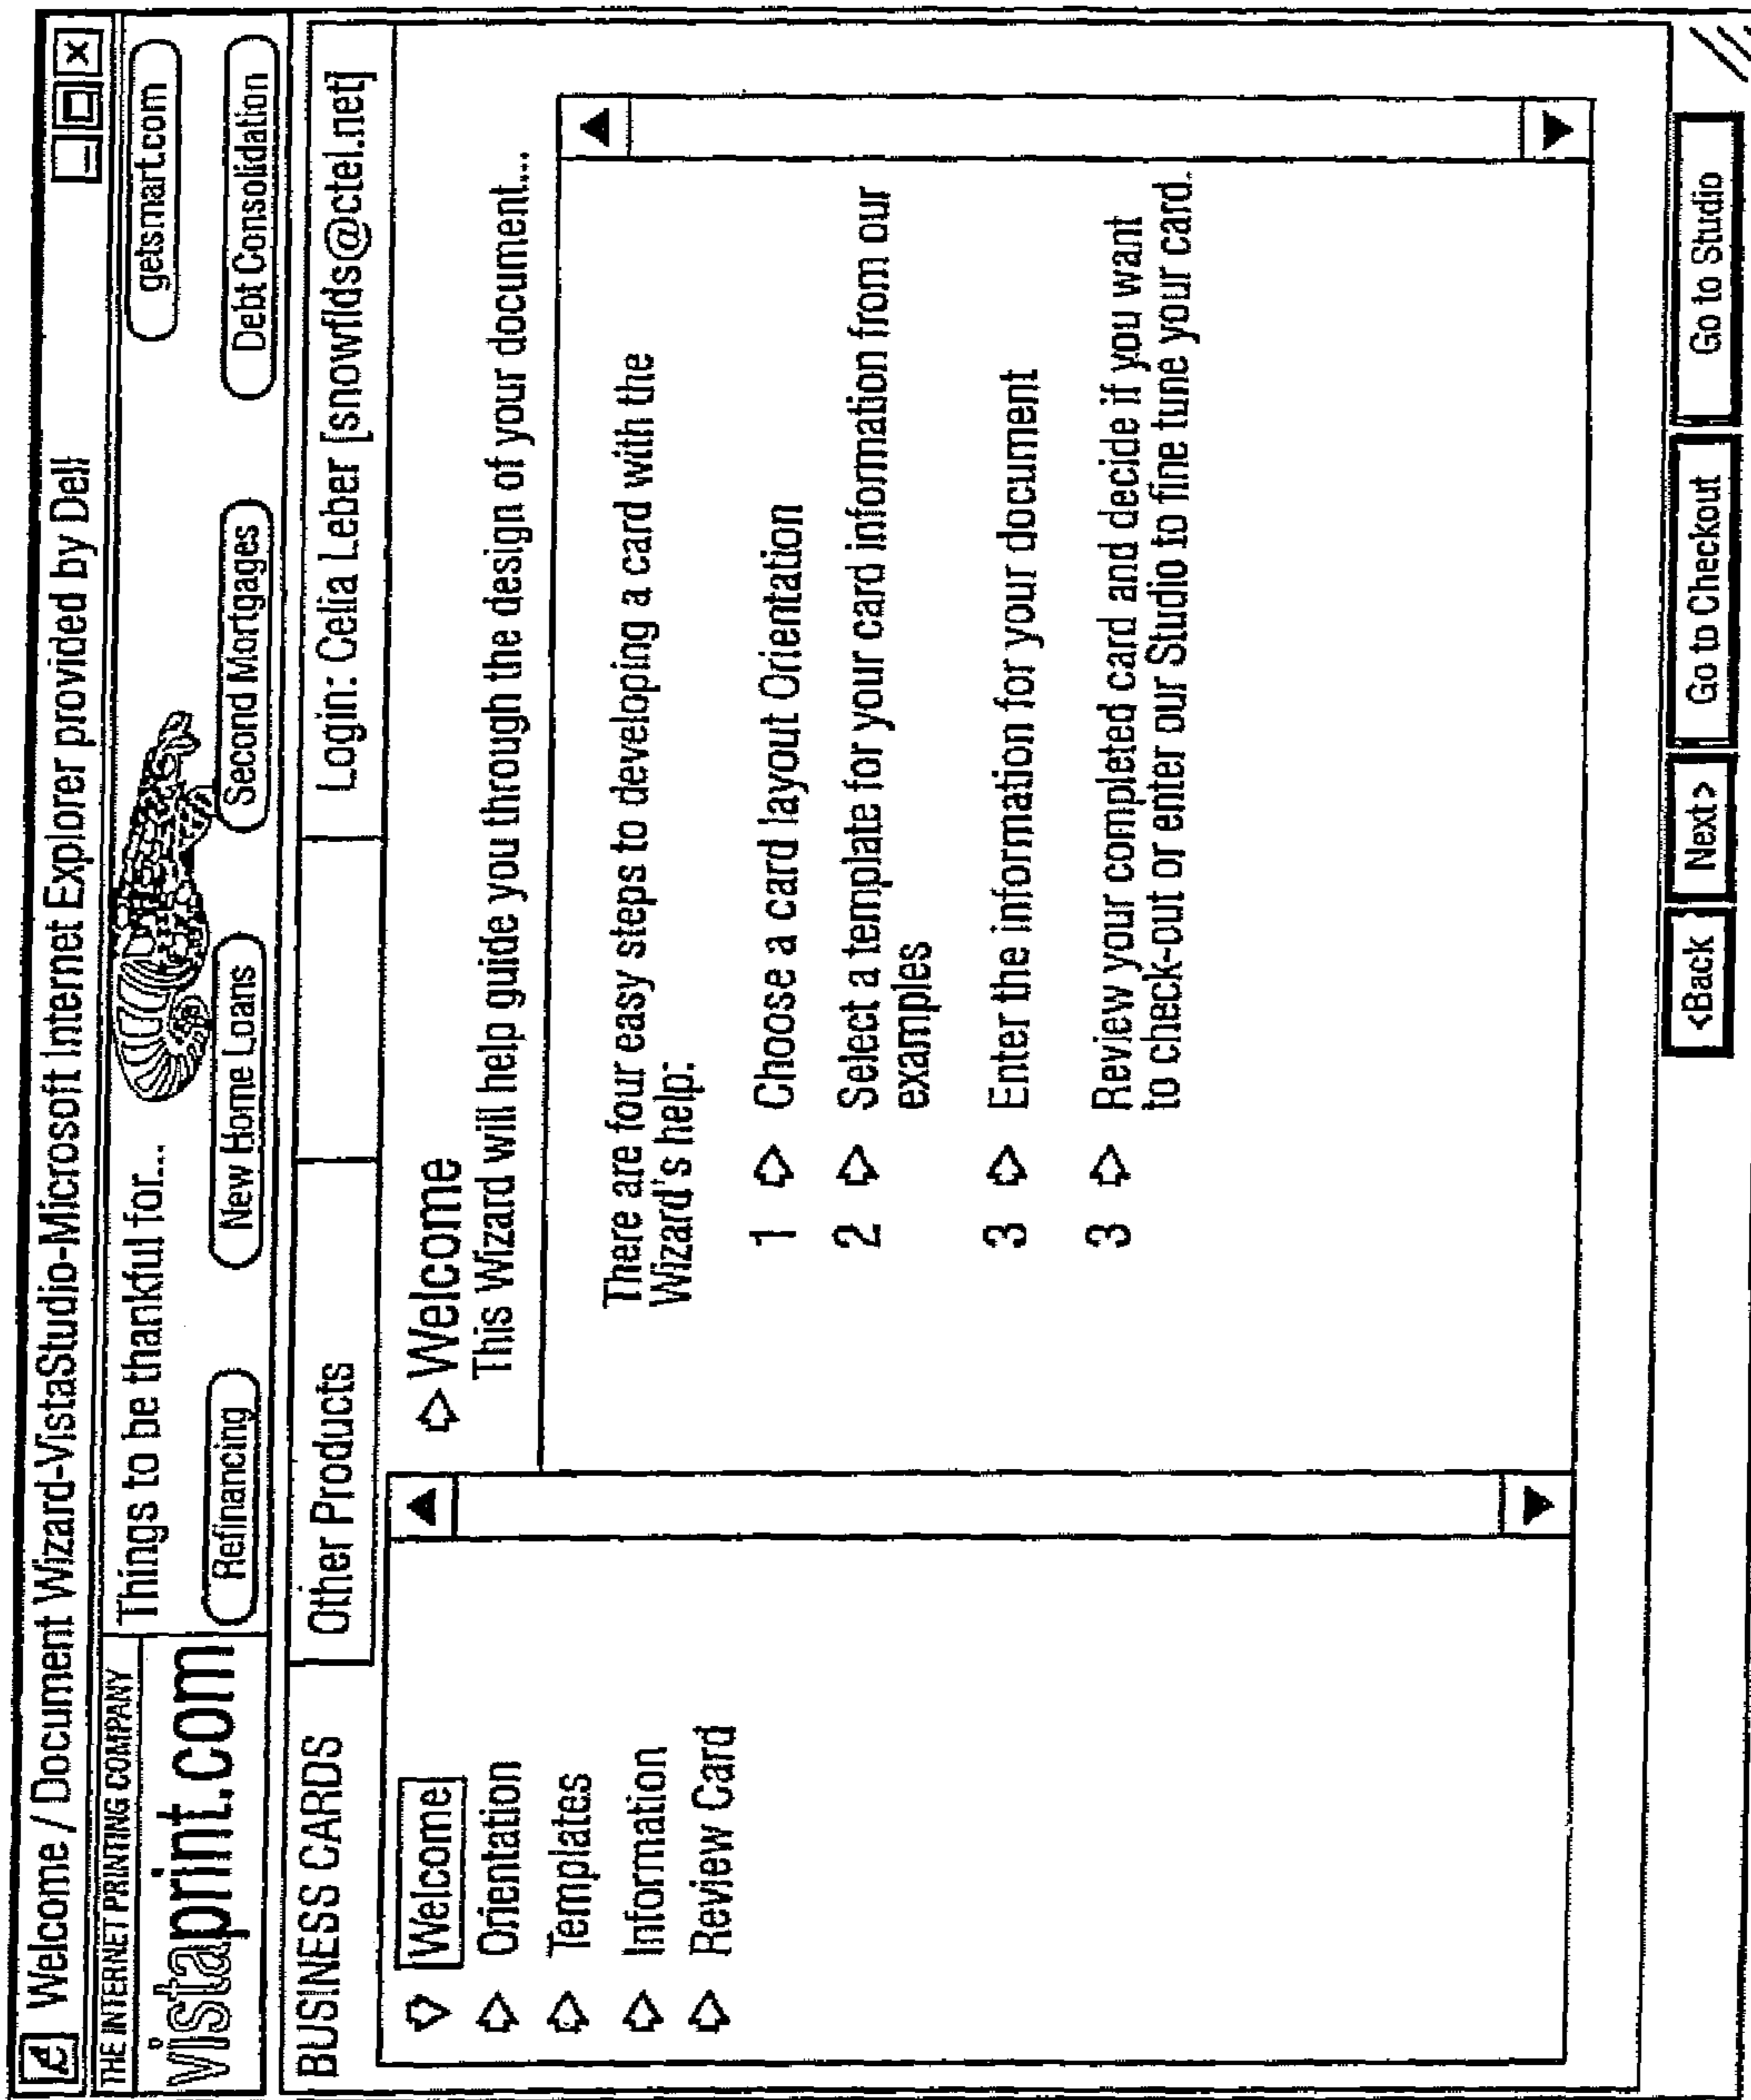 Welcome / Document Wizard-VistaStudio-Microsoft Internet Explorer provided by Dell
THE INTERNET PRINTING COMPANY
vistaprint.com
Things to be thankful for...
getsmart.com
Refinancing
New Home Loans
Second Mortgages
Debt Consolidation
BUSINESS CARDS
Other Products
Login: Celia Leber [snowflds@ctel.net]
Welcome
Orientation
Templates
Information
Review Card
Welcome
This Wizard will help guide you through the design of your document...
There are four easy steps to developing a card with the
Wizard's help:
1 Choose a card layout Orientation
2 Select a template for your card information from our
examples
3 Enter the information for your document
3 Review your completed card and decide if you want
to check-out or enter our Studio to fine tune your card.
<Back
Next>
Go to Checkout
Go to Studio